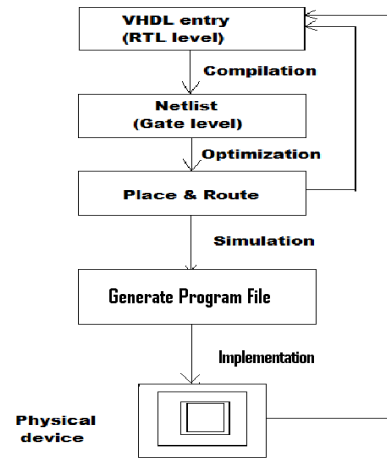 VHDL entry
(RTL level)
Compilation
Netlist
(Gate level)
Optimization
Place & Route
Simulation
Generate Program File
Implementation
Physical
device